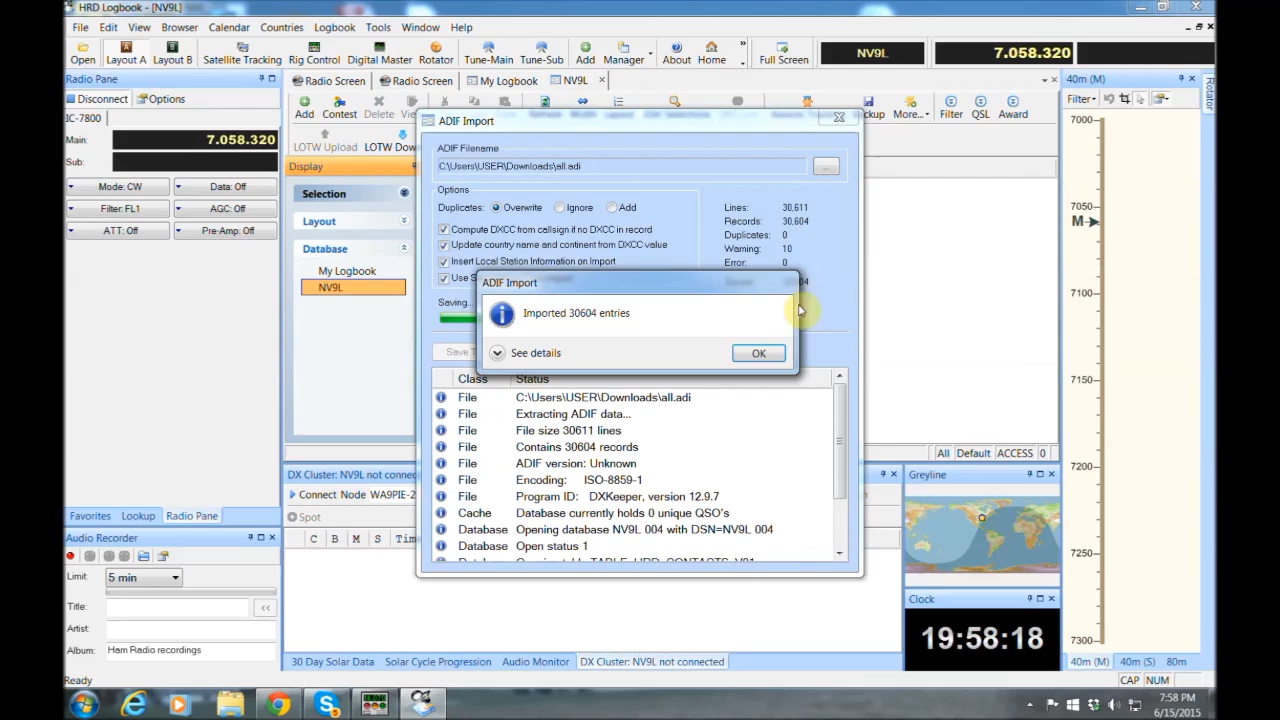 HRD Logbook - [NV9L]
File Edit View Browser Calendar Countries Logbook Tools Window Help
Open Layout A Layout B Satellite Tracking Rig Control Digital Master Rotator Tune-Main Tune-Sub Add Manager About Home Full Screen NV9L 7.058.320
Radio Pane
Disconnect Options
IC-7800
Main: 7.058.320
Sub:
Mode: CW Data: Off
Filter: FL1 AGC: Off
ATT: Off Pre-Amp: Off
Favorites Lookup Radio Pane
Audio Recorder
Limit: 5 min
Title:
Artist:
Album: Ham Radio recordings
Ready
Radio Screen Radio Screen My Logbook NV9L
Add Contest Delete
More... Filter QSL Award
LOTW Upload LOTW Dow
Display
Selection
Layout
Database
My Logbook
NV9L
ADIF Import
ADIF Filename
C:\Users\USER\Downloads\all.adi
...
Options
Duplicates: Overwrite Ignore Add
Compute DXCC from callsign if no DXCC in record
Update country name and continent from DXCC value
Insert Local Station Information on Import
Lines: 30,611
Records: 30,604
Duplicates: 0
Warning: 10
Error: 0
Saving...
ADIF Import
Imported 30604 entries
See details OK
Class Status
File C:\Users\USER\Downloads\all.adi
File Extracting ADIF data...
File File size 30611 lines
File Contains 30604 records
File ADIF version: Unknown
File Encoding: ISO-8859-1
File Program ID: DXKeeper, version 12.9.7
Cache Database currently holds 0 unique QSO's
Database Opening database NV9L 004 with DSN=NV9L 004
Database Open status 1
All Default ACCESS 0
DX Cluster: NV9L not connec
Connect Node WA9PIE-2
Spot
C B M S Tim
30 Day Solar Data Solar Cycle Progression Audio Monitor DX Cluster: NV9L not connected
Greyline
Clock
19:58:18
40m (M)
Filter
Rotator
7000
7050
M
7100
7150
7200
7250
7300
40m (M) 40m (S) 80m
CAP NUM
7:58 PM
6/15/2015